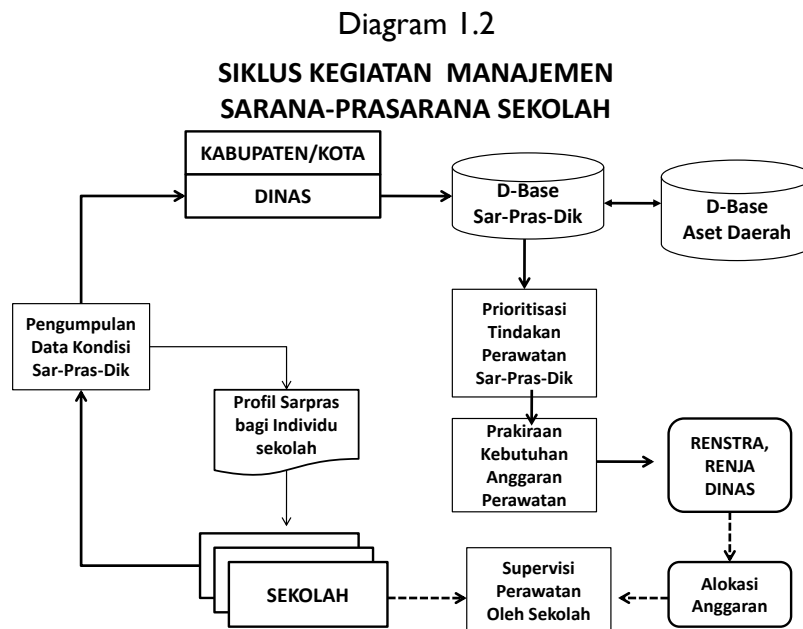 Diagram 1.2
SIKLUS KEGIATAN MANAJEMEN
SARANA-PRASARANA SEKOLAH
KABUPATEN/KOTA
DINAS
D-Base
Sar-Pras-Dik
D-Base
Aset Daerah
Pengumpulan
Data Kondisi
Sar-Pras-Dik
Prioritisasi
Tindakan
Perawatan
Sar-Pras-Dik
Profil Sarpras
bagi Individu
sekolah
Prakiraan
Kebutuhan
Anggaran
Perawatan
RENSTRA,
RENJA
DINAS
SEKOLAH
Supervisi
Perawatan
Oleh Sekolah
Alokasi
Anggaran